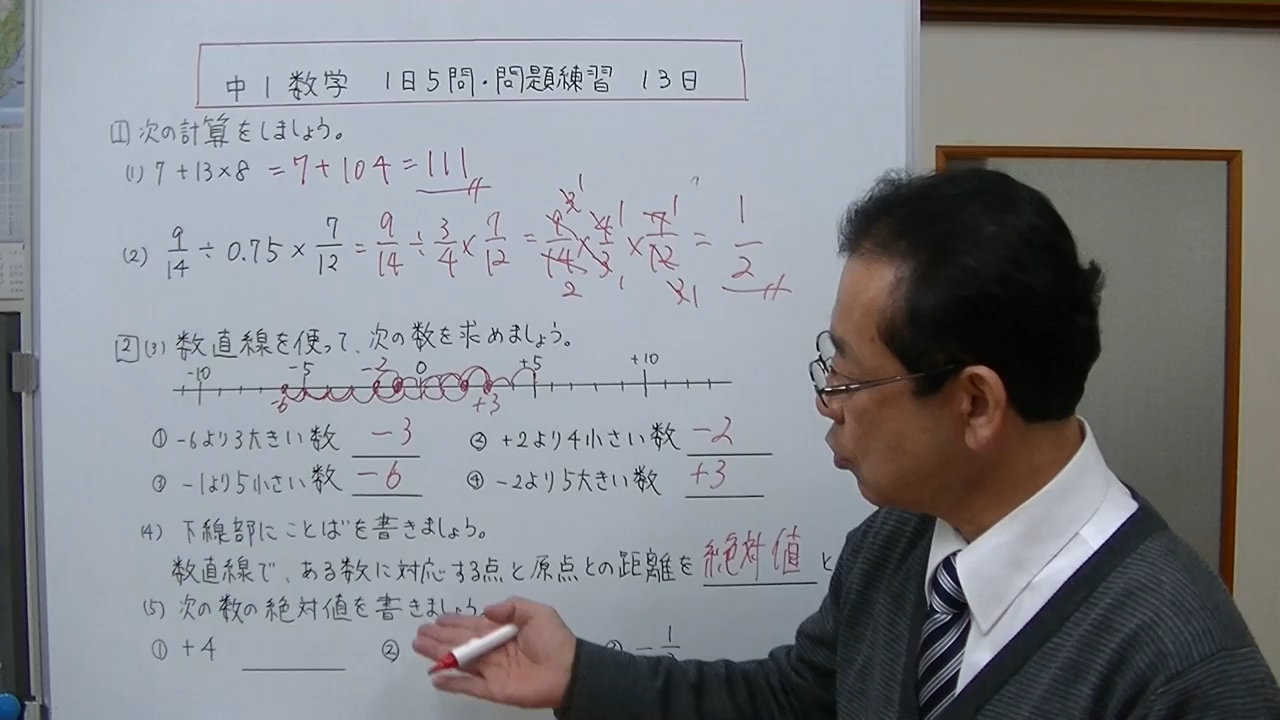 中1数学 1日5問・問題練習 13日
1 次の計算をしましょう。
(1) 7+13×8 =7+104=111
(2) 9/14 ÷ 0.75 × 7/12 = 9/14 ÷ 3/4 × 7/12 = 9/14 × 4/3 × 7/12 = 1/2
2 (3) 数直線を使って、次の数を求めましょう。
-10 -5 -2 0 +5 +10
-6 +3
① -6より3大きい数 -3 ② +2より4小さい数 -2
③ -1より5小さい数 -6 ④ -2より5大きい数 +3
(4) 下線部にことばを書きましょう。
数直線で、ある数に対応する点と原点との距離を 絶対値 と
(5) 次の数の絶対値を書きましょう。
① +4 ②